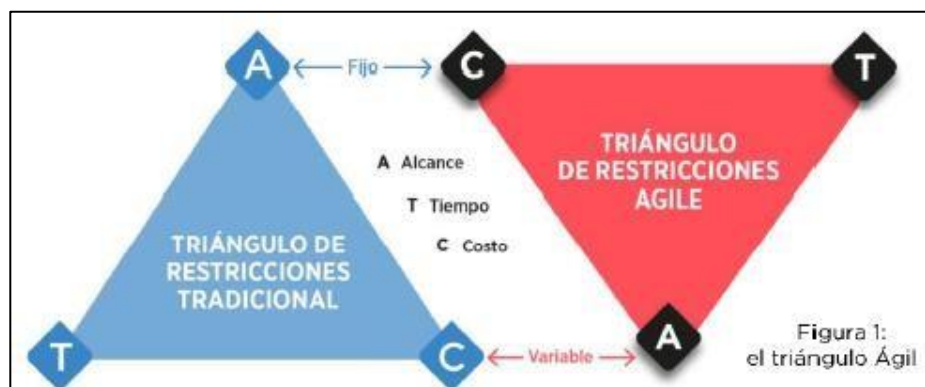 A
Fijo
C
T
A Alcance
T Tiempo
C Costo
TRIÁNGULO DE
RESTRICCIONES
TRADICIONAL
TRIÁNGULO
DE RESTRICCIONES
AGILE
T
C
Variable
A
Figura 1:
el triángulo Ágil